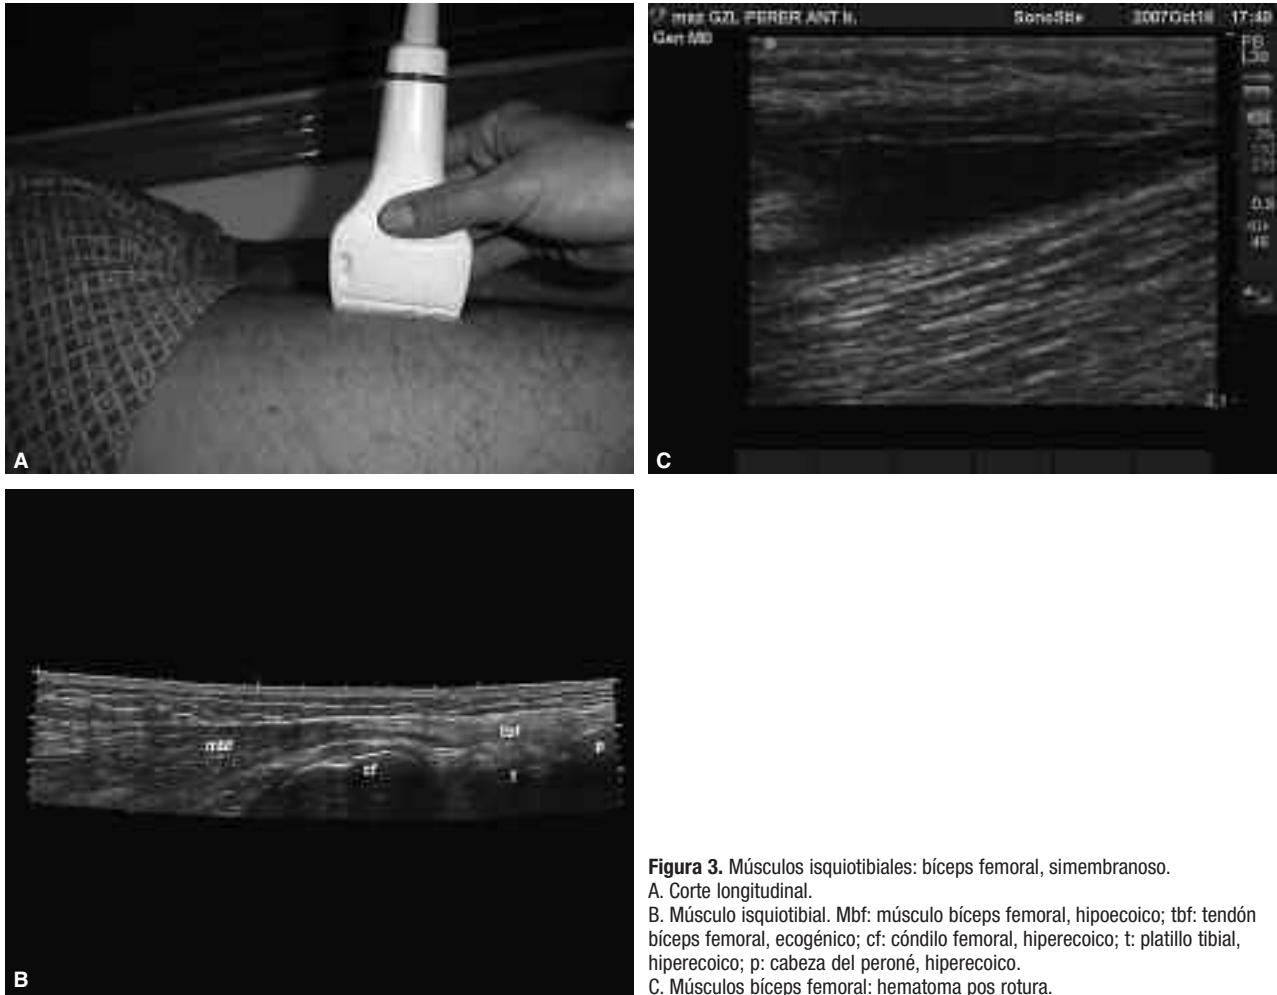 SonoSite 2007Oct18 17:40
A
C
mbf
tbf
p
cf
t
B
Figura 3. Músculos isquiotibiales: bíceps femoral, simembranoso.
A. Corte longitudinal.
B. Músculo isquiotibial. Mbf: músculo bíceps femoral, hipoecoico; tbf: tendón
bíceps femoral, ecogénico; cf: cóndilo femoral, hiperecoico; t: platillo tibial,
hiperecoico; p: cabeza del peroné, hiperecoico.
C. Músculos bíceps femoral: hematoma pos rotura.